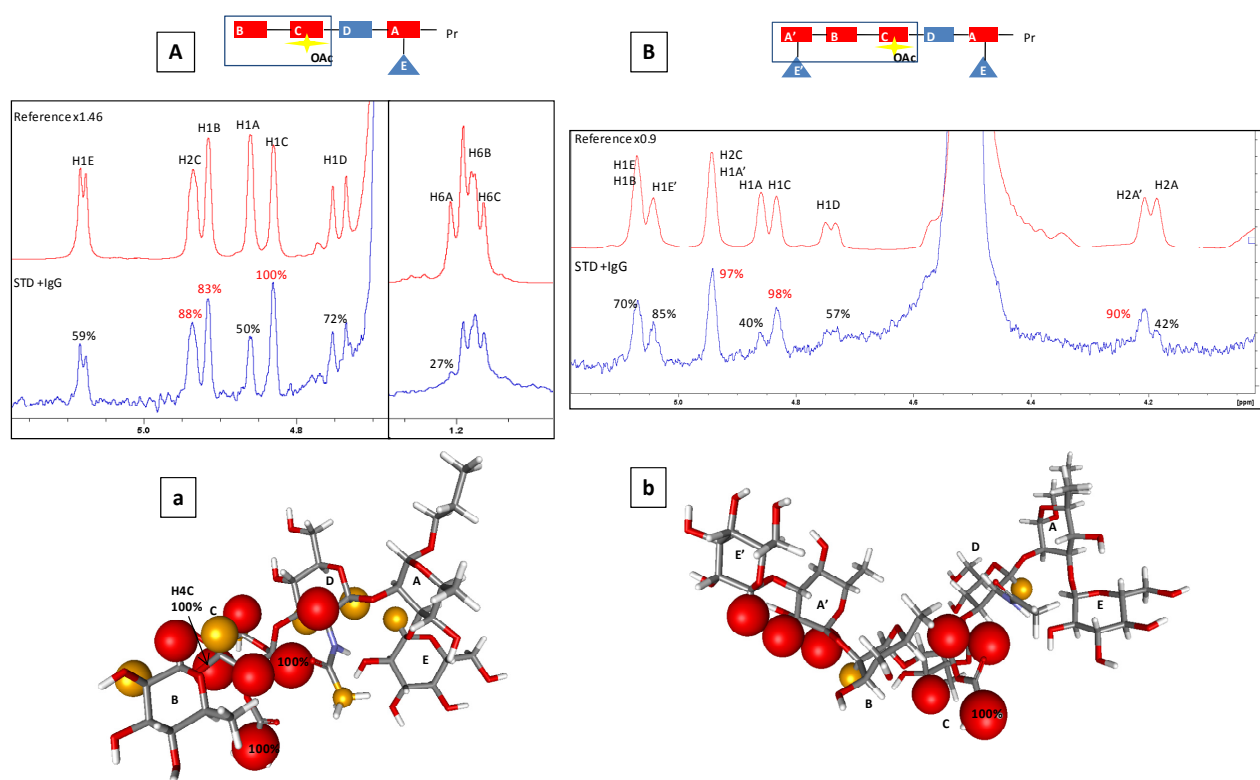 A
B
C
D
A
Pr
OAc
E
B
A'
B
C
D
A
Pr
OAc
E'
E
Reference x1.46
H1E
H2C
H1B
H1A
H1C
H1D
H6A
H6B
H6C
STD +IgG
59%
88%
83%
50%
100%
72%
27%
5.0
4.8
1.2
Reference x0.9
H1E
H1B
H1E'
H2C
H1A'
H1A
H1C
H1D
H2A'
H2A
STD +IgG
70%
85%
97%
40%
98%
57%
90%
42%
5.0
4.8
4.6
4.4
4.2
[ppm]
a
H4C
100%
C
D
A
100%
B
E
100%
b
E'
A'
B
C
100%
D
A
E